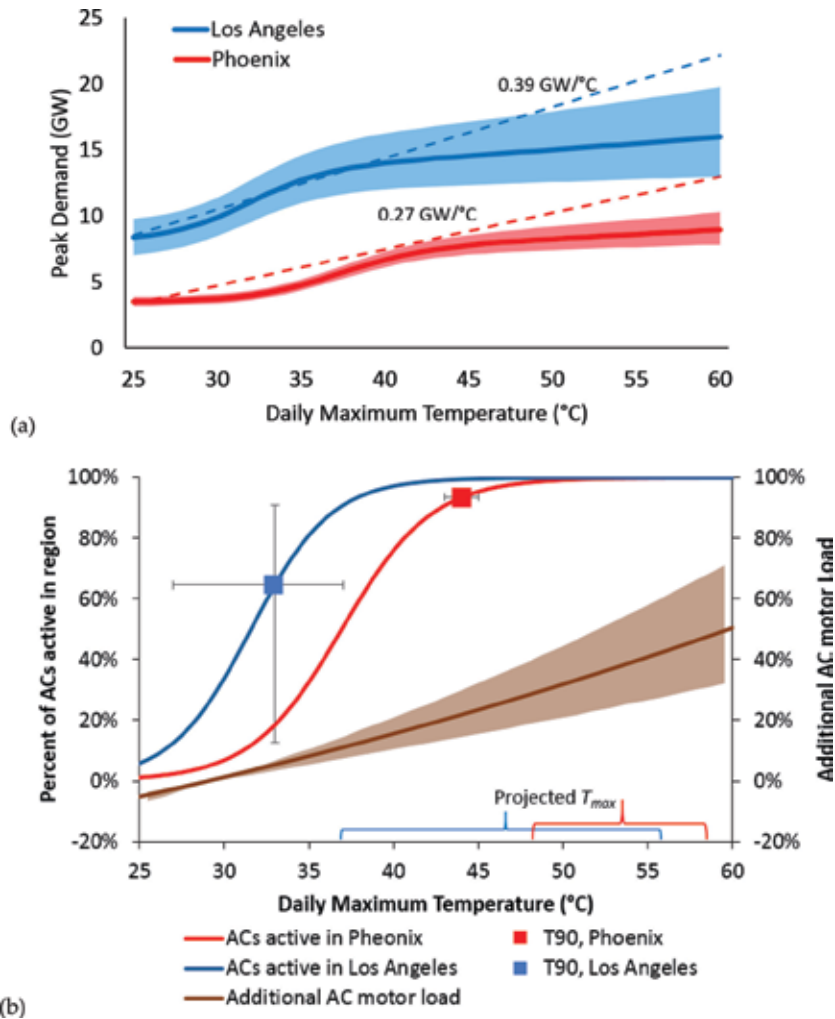 25
Los Angeles
Phoenix
20
0.39 GW/°C
15
0.27 GW/°C
10
5
0
Peak Demand (GW)
25 30 35 40 45 50 55 60
Daily Maximum Temperature (°C)
(a)
100% 100%
80% 80%
60% 60%
40% 40%
20% 20%
0% 0%
-20% -20%
Percent of ACs active in region
Additional AC motor load
Projected Tmax
25 30 35 40 45 50 55 60
Daily Maximum Temperature (°C)
ACs active in Pheonix T90, Phoenix
ACs active in Los Angeles T90, Los Angeles
Additional AC motor load
(b)